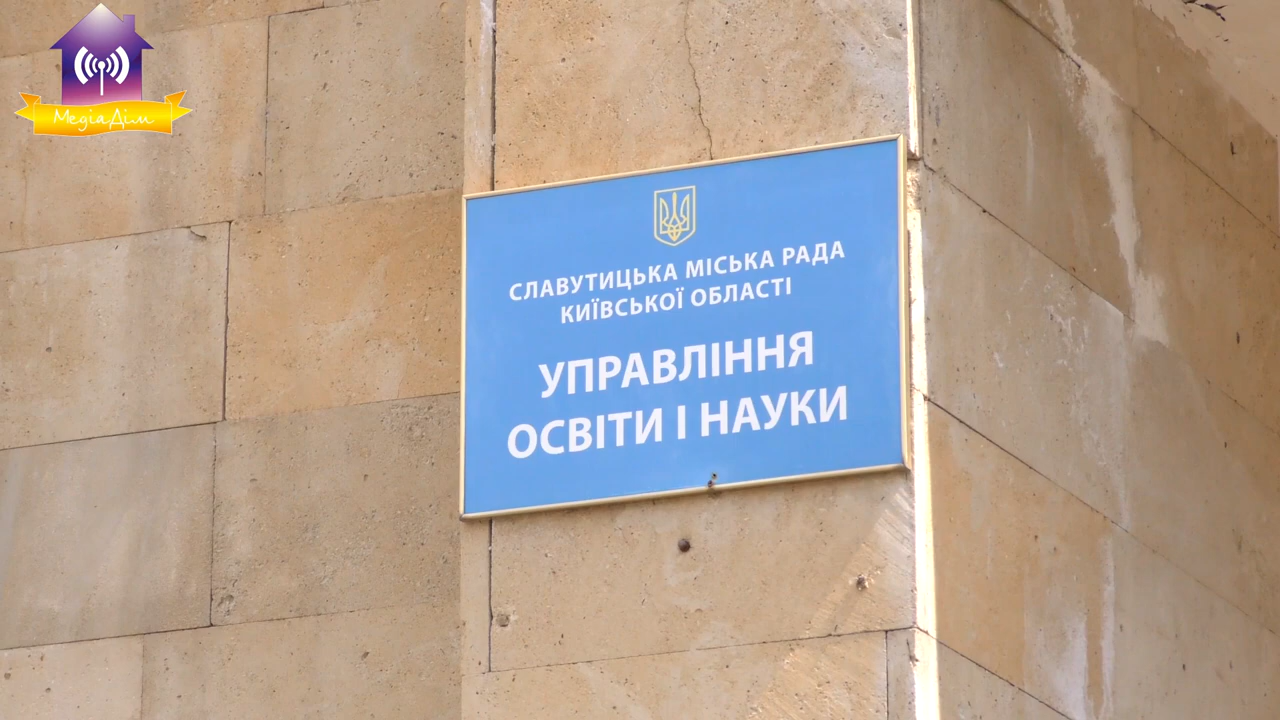 МедіаДім
СЛАВУТИЦЬКА МІСЬКА РАДА
КИЇВСЬКОЇ ОБЛАСТІ
УПРАВЛІННЯ
ОСВІТИ І НАУКИ